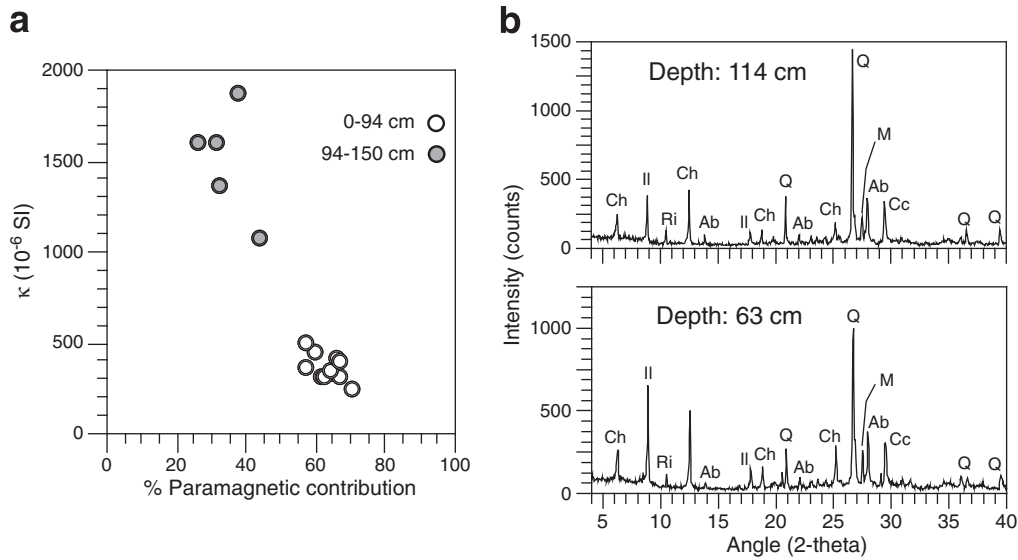 a
2000
1500
1000
500
0
κ (10⁻⁶ SI)
0-94 cm
94-150 cm
0 20 40 60 80 100
% Paramagnetic contribution
b
1500
1000
500
0
Depth: 114 cm
Ch Il Ri Ch Ab Il Ch Q Ab Ch Q M Ab Cc Q Q
Intensity (counts)
1000
500
0
Depth: 63 cm
Ch Il Ri Ab Il Ch Q Ab Ch Q M Ab Cc Q Q
5 10 15 20 25 30 35 40
Angle (2-theta)